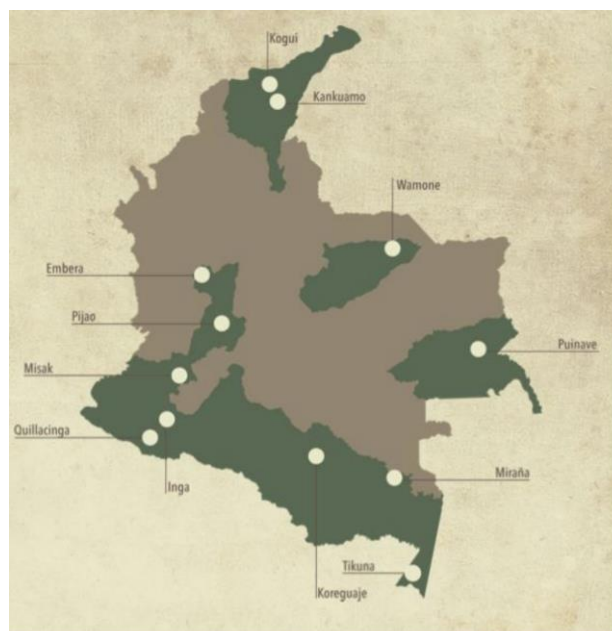 Kogui
Kankuamo
Wamone
Embera
Pijao
Puinave
Misak
Quillacinga
Miraña
Inga
Tikuna
Koreguaje